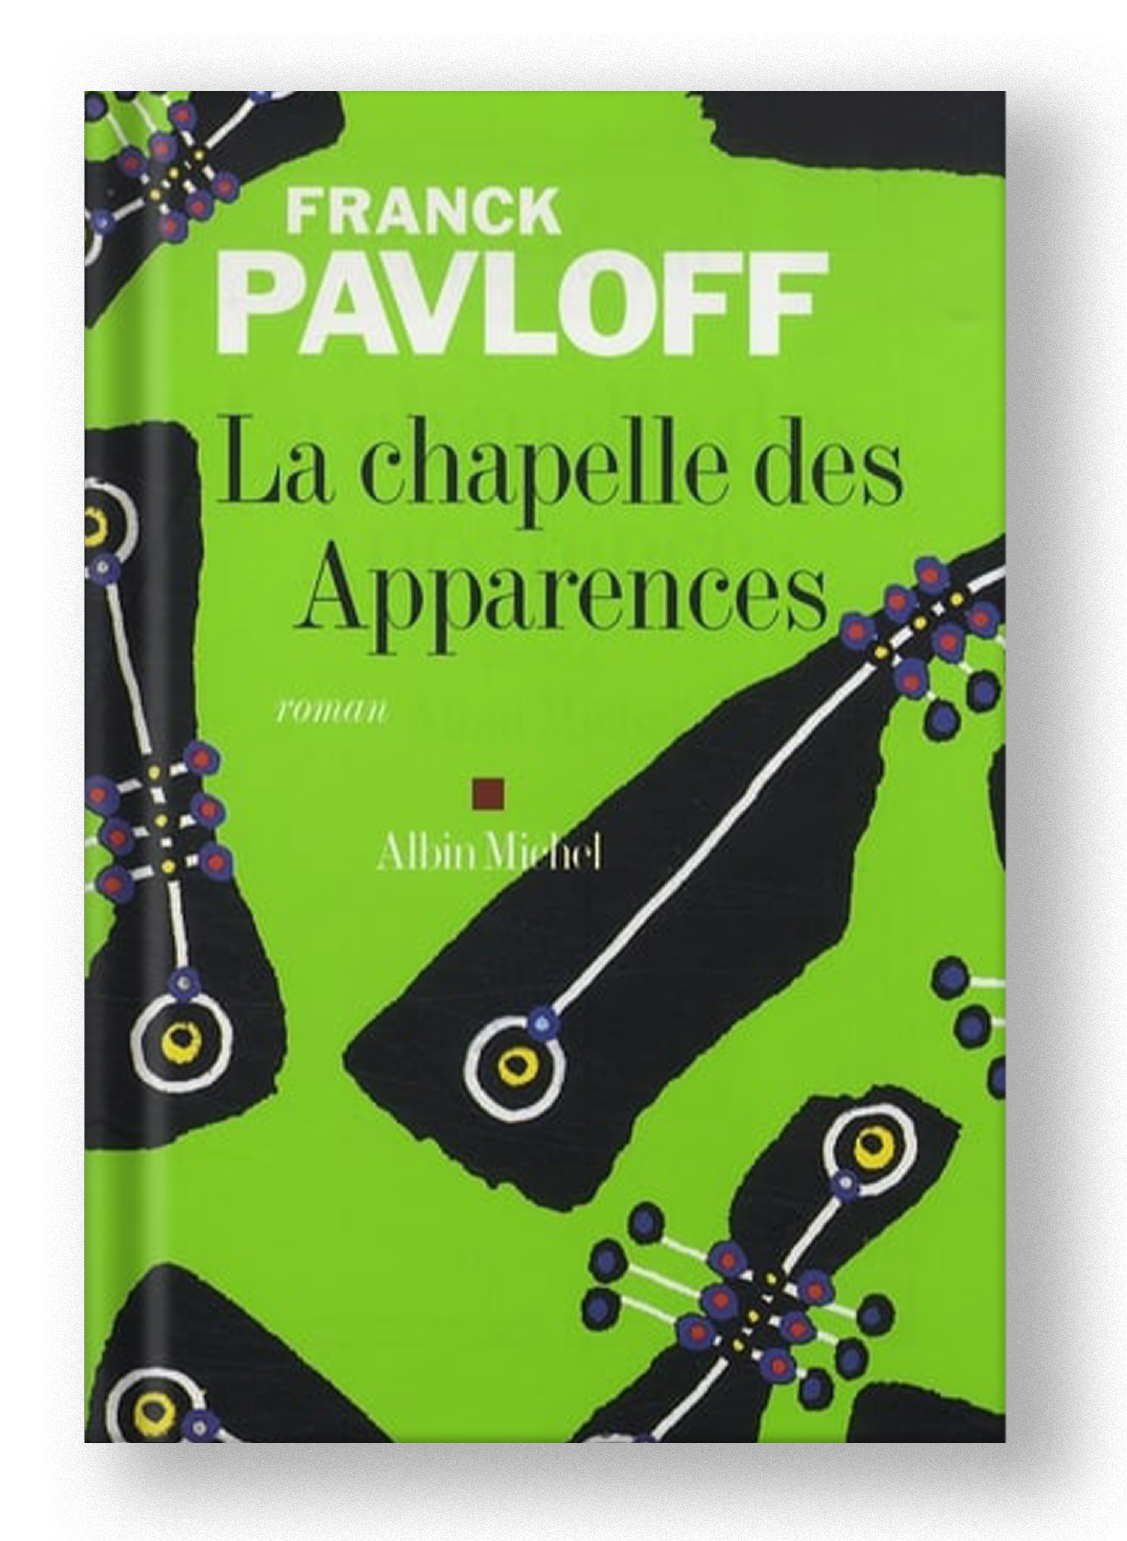 FRANCK
PAVLOFF
La chapelle des
Apparences
roman
Albin Michel